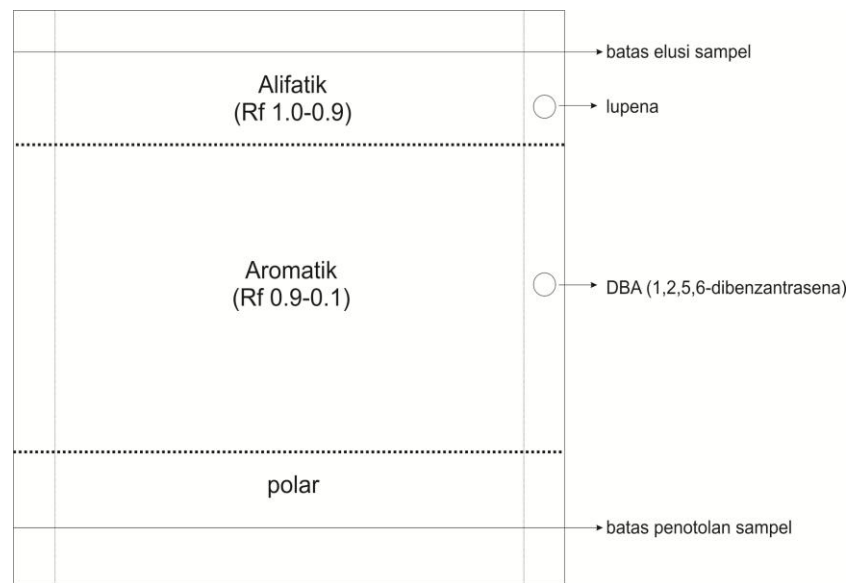 batas elusi sampel
Alifatik
(Rf 1.0-0.9)
lupena
Aromatik
(Rf 0.9-0.1)
DBA (1,2,5,6-dibenzantrasena)
polar
batas penotolan sampel